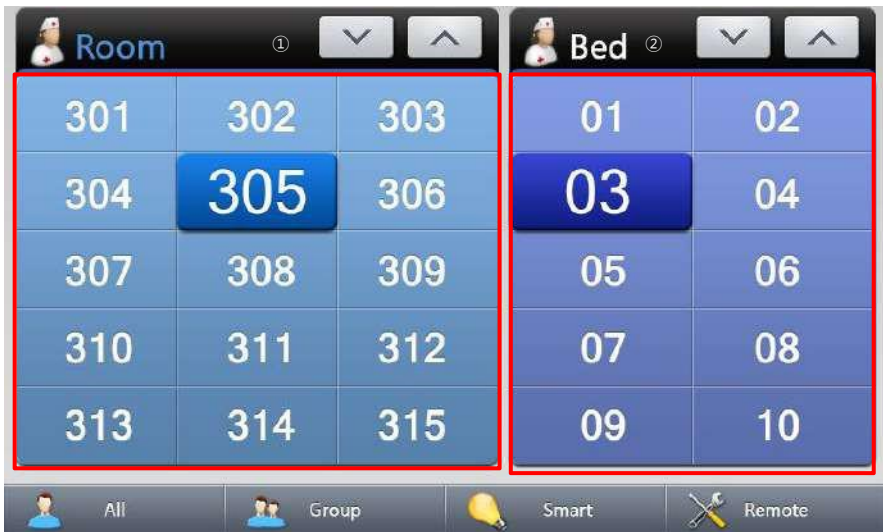 Room ① Bed ②
301 302 303 01 02
304 305 306 03 04
307 308 309 05 06
310 311 312 07 08
313 314 315 09 10
All Group Smart Remote